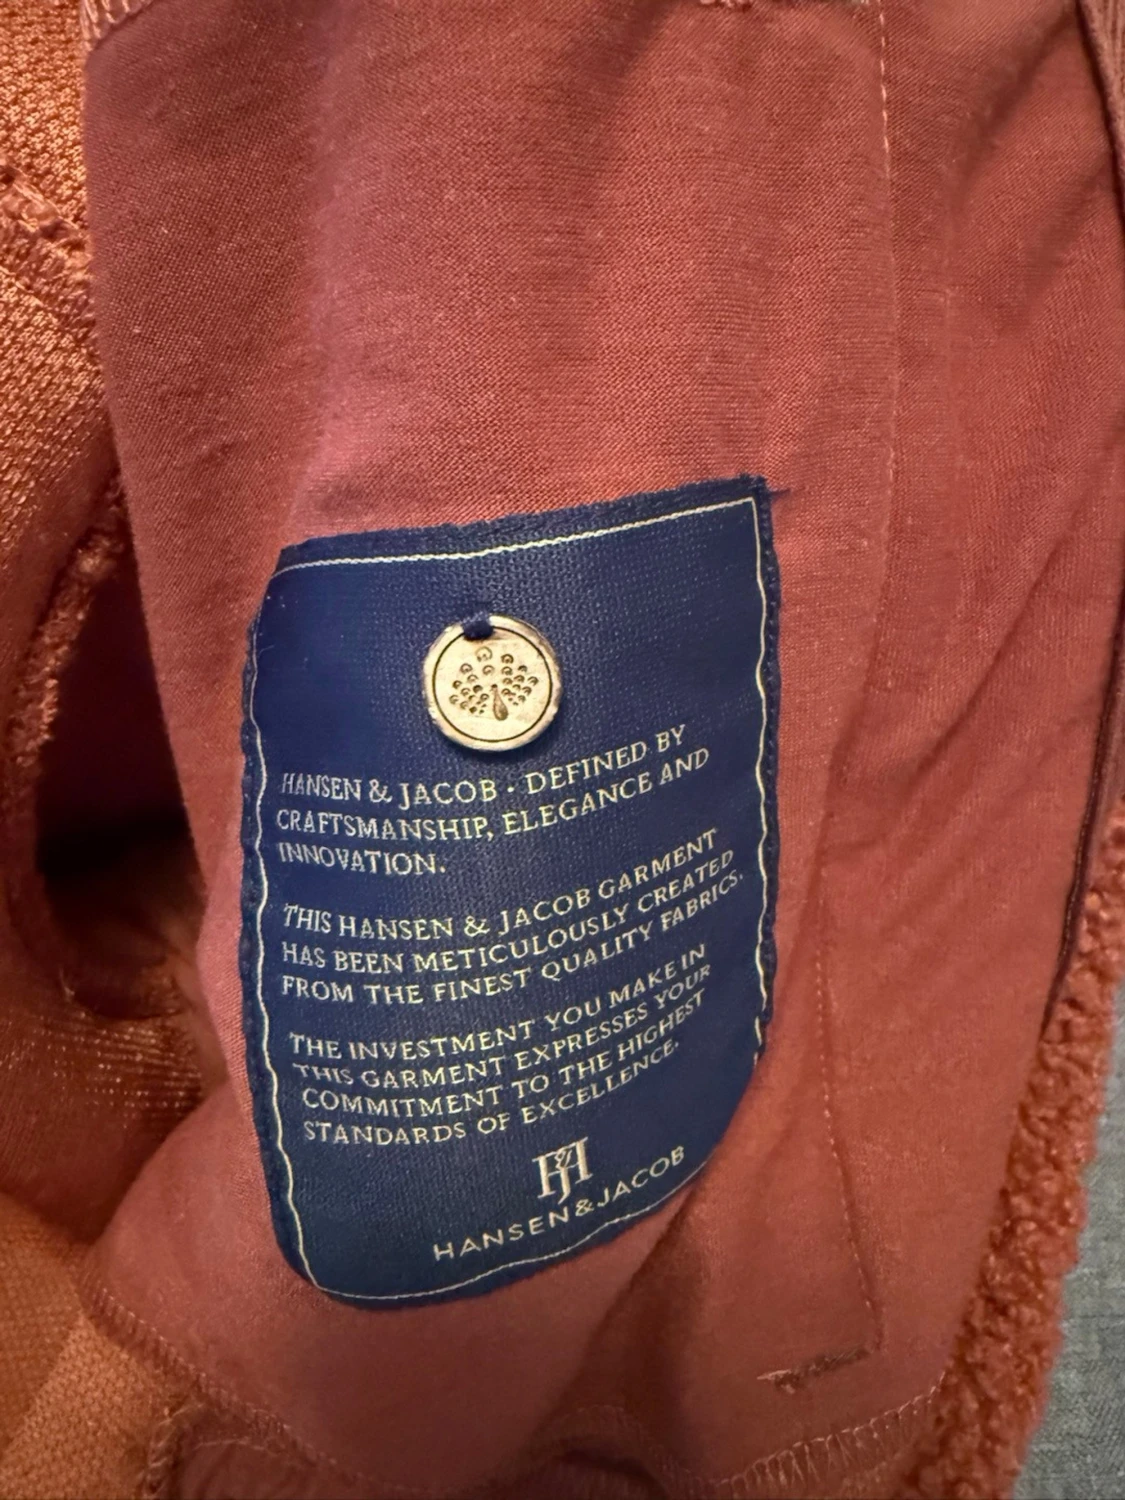 HANSEN & JACOB · DEFINED BY
CRAFTSMANSHIP, ELEGANCE AND
INNOVATION.
THIS HANSEN & JACOB GARMENT
HAS BEEN METICULOUSLY CREATED
FROM THE FINEST QUALITY FABRICS.
THE INVESTMENT YOU MAKE IN
THIS GARMENT EXPRESSES YOUR
COMMITMENT TO THE HIGHEST
STANDARDS OF EXCELLENCE.
H&J
HANSEN&JACOB